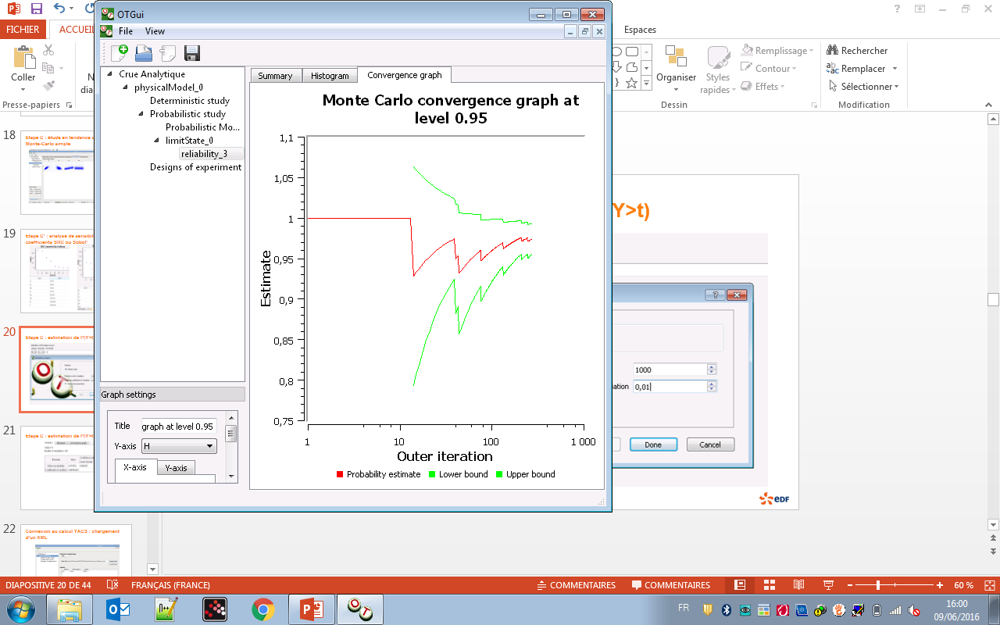 OTGui
FICHIER
ACCUEIL
File
View
Espaces
Coller
Presse-papiers
Organiser
Styles
rapides
Remplissage
Contour
Effets
Dessin
Rechercher
Remplacer
Sélectionner
Modification
Crue Analytique
physicalModel_0
Deterministic study
Probabilistic study
Probabilistic Mo...
limitState_0
reliability_3
Designs of experiment
Summary
Histogram
Convergence graph
Monte Carlo convergence graph at
level 0.95
1,1
1,05
1
0,95
0,9
0,85
0,8
0,75
Estimate
1
10
100
1 000
Outer iteration
Probability estimate
Lower bound
Upper bound
Graph settings
Title
graph at level 0.95
Y-axis
H
X-axis
Y-axis
18
Etape C : étude en tendance c
Monte-Carlo simple
19
Etape C' : analyse de sensibil
coefficients SRC ou Sobol'
20
Etape C : estimation de P(Y>t)
21
Etape C : estimation de P(Y>t)
22
Connexion au calcul YACS : chargement
d'un XML
Y>t)
1000
0,01
Done
Cancel
EDF
DIAPOSITIVE 20 DE 44
FRANÇAIS (FRANCE)
COMMENTAIRES
COMMENTAIRES
60 %
FR
16:00
09/06/2016